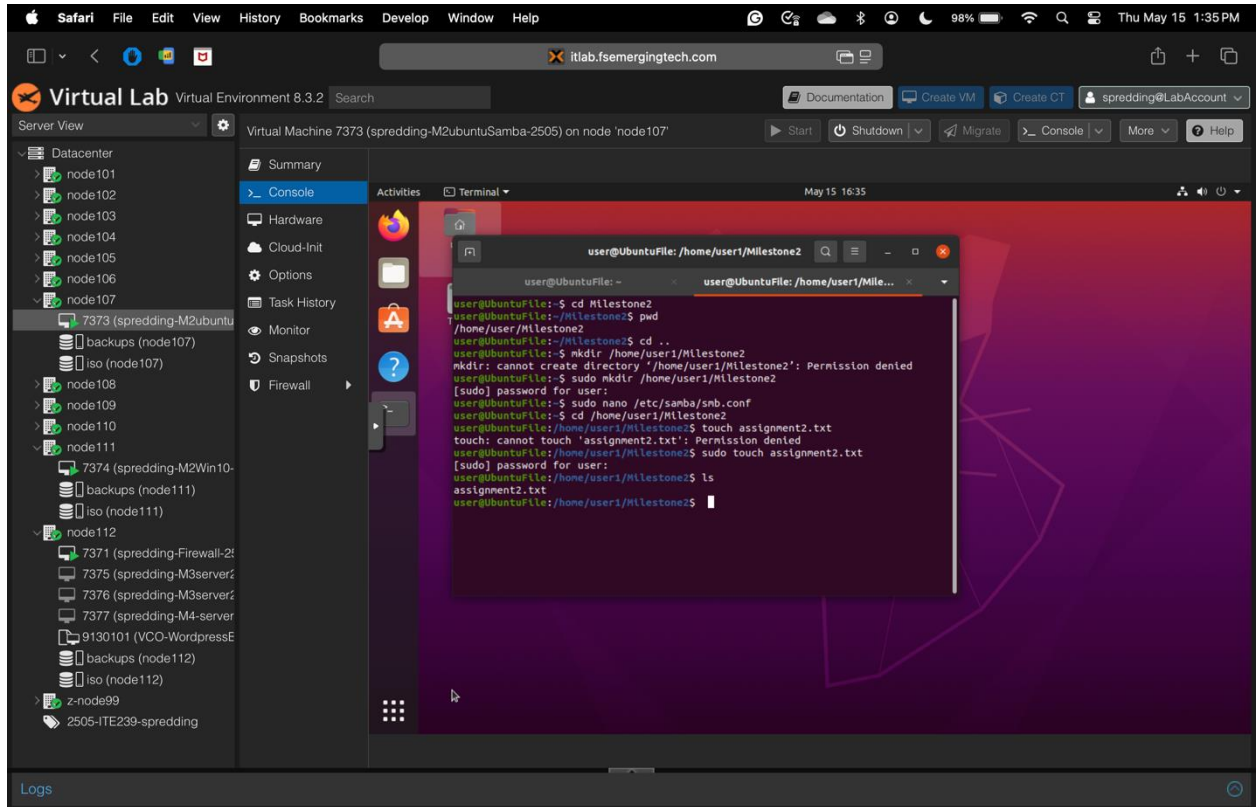 Safari File Edit View History Bookmarks Develop Window Help 98% Thu May 15 1:35 PM
itlab.fsemergingtech.com
Virtual Lab Virtual Environment 8.3.2 Search Documentation Create VM Create CT spredding@LabAccount
Server View
Virtual Machine 7373 (spredding-M2ubuntuSamba-2505) on node 'node107' Start Shutdown Migrate >_ Console More Help
Datacenter
node101
node102
node103
node104
node105
node106
node107
7373 (spredding-M2ubuntu
backups (node107)
iso (node107)
node108
node109
node110
node111
7374 (spredding-M2Win10-
backups (node111)
iso (node111)
node112
7371 (spredding-Firewall-25
7375 (spredding-M3server2
7376 (spredding-M3server2
7377 (spredding-M4-server
9130101 (VCO-WordpressE
backups (node112)
iso (node112)
z-node99
2505-ITE239-spredding
Summary
>_ Console
Hardware
Cloud-Init
Options
Task History
Monitor
Snapshots
Firewall
Activities Terminal May 15 16:35
user@UbuntuFile: /home/user1/Milestone2
user@UbuntuFile: ~ user@UbuntuFile: /home/user1/Mile...
user@UbuntuFile:~$ cd Milestone2
user@UbuntuFile:~/Milestone2$ pwd
/home/user/Milestone2
user@UbuntuFile:~/Milestone2$ cd ..
user@UbuntuFile:~$ mkdir /home/user1/Milestone2
mkdir: cannot create directory ‘/home/user1/Milestone2’: Permission denied
user@UbuntuFile:~$ sudo mkdir /home/user1/Milestone2
[sudo] password for user:
user@UbuntuFile:~$ sudo nano /etc/samba/smb.conf
user@UbuntuFile:~$ cd /home/user1/Milestone2
user@UbuntuFile:/home/user1/Milestone2$ touch assignment2.txt
touch: cannot touch 'assignment2.txt': Permission denied
user@UbuntuFile:/home/user1/Milestone2$ sudo touch assignment2.txt
[sudo] password for user:
user@UbuntuFile:/home/user1/Milestone2$ ls
assignment2.txt
user@UbuntuFile:/home/user1/Milestone2$
Logs